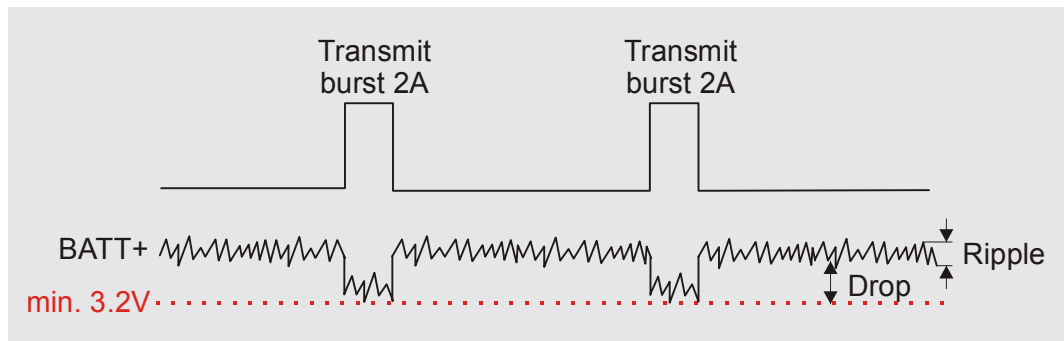 Transmit
burst 2A
Transmit
burst 2A
BATT+
Ripple
Drop
min. 3.2V